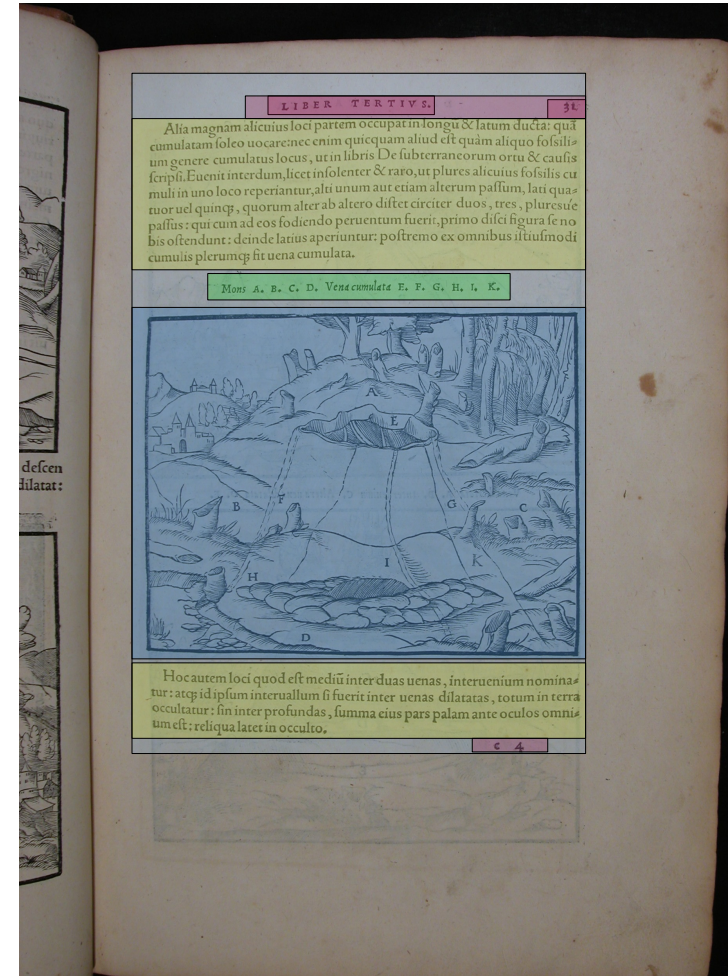 LIBER TERTIVS. 31
Alia magnam alicuius loci partem occupat in longũ & latum ducta: quã
cumulatam ſoleo uocare: nec enim quicquam aliud eſt quàm aliquo foſsili-
um genere cumulatus locus, ut in libris De ſubterraneorum ortu & cauſis
ſcripſi. Euenit interdum, licet inſolenter & raro, ut plures alicuius foſsilis cu
muli in uno loco reperiantur, alti unum aut etiam alterum paſſum, lati qua-
tuor uel quinq;, quorum alter ab altero diſtet circiter duos, tres, pluresue
paſſus: qui cum ad eos fodiendo peruentum fuerit, primo diſci figura ſe no
bis oſtendunt: deinde latius aperiuntur: poſtremo ex omnibus iſtiuſmodi
cumulis plerumq; fit uena cumulata.
Mons A. B. C. D. Vena cumulata E. F. G. H. I. K.
A
E
B
F
G
C
H
I
K
D
Hoc autem loci quod eſt mediũ inter duas uenas, interuenium nomina-
tur: atq; id ipſum interuallum ſi fuerit inter uenas dilatatas, totum in terra
occultatur: ſin inter profundas, ſumma eius pars palam ante oculos omni-
um eſt: reliqua latet in occulto.
c 4
deſcen
dilatat: